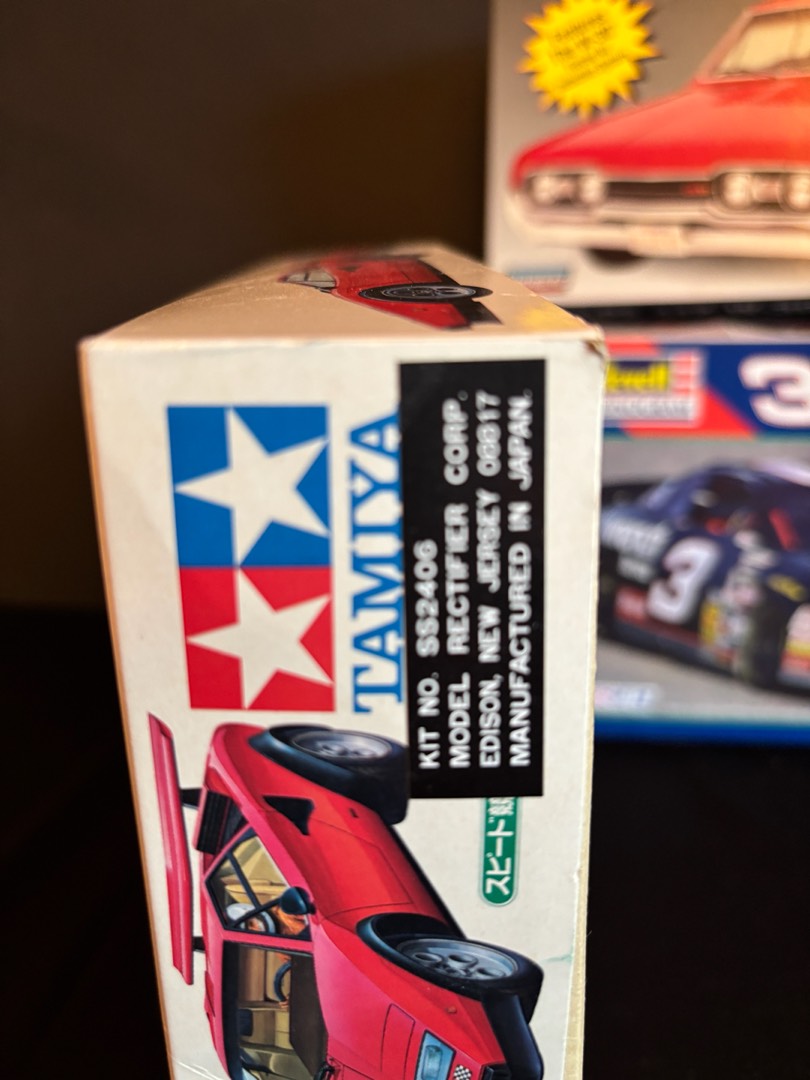 TAMIYA
KIT NO. SS2406
MODEL RECTIFIER CORP.
EDISON, NEW JERSEY 08817
MANUFACTURED IN JAPAN.
スピード
3
3